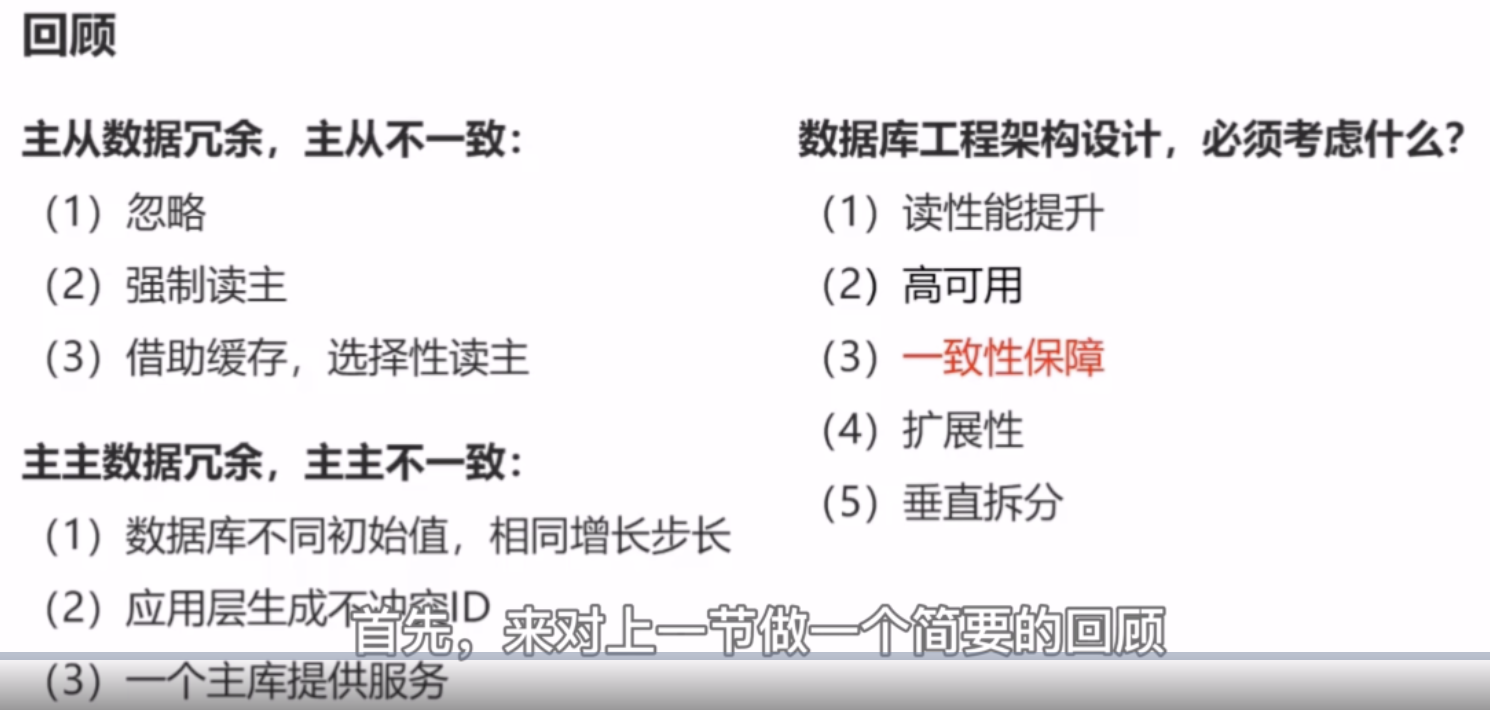 回顾
主从数据冗余，主从不一致：
（1）忽略
（2）强制读主
（3）借助缓存，选择性读主
主主数据冗余，主主不一致：
（1）数据库不同初始值，相同增长步长
（2）应用层生成不冲突ID
（3）一个主库提供服务
数据库工程架构设计，必须考虑什么？
（1）读性能提升
（2）高可用
（3）一致性保障
（4）扩展性
（5）垂直拆分
首先，来对上一节做一个简要的回顾